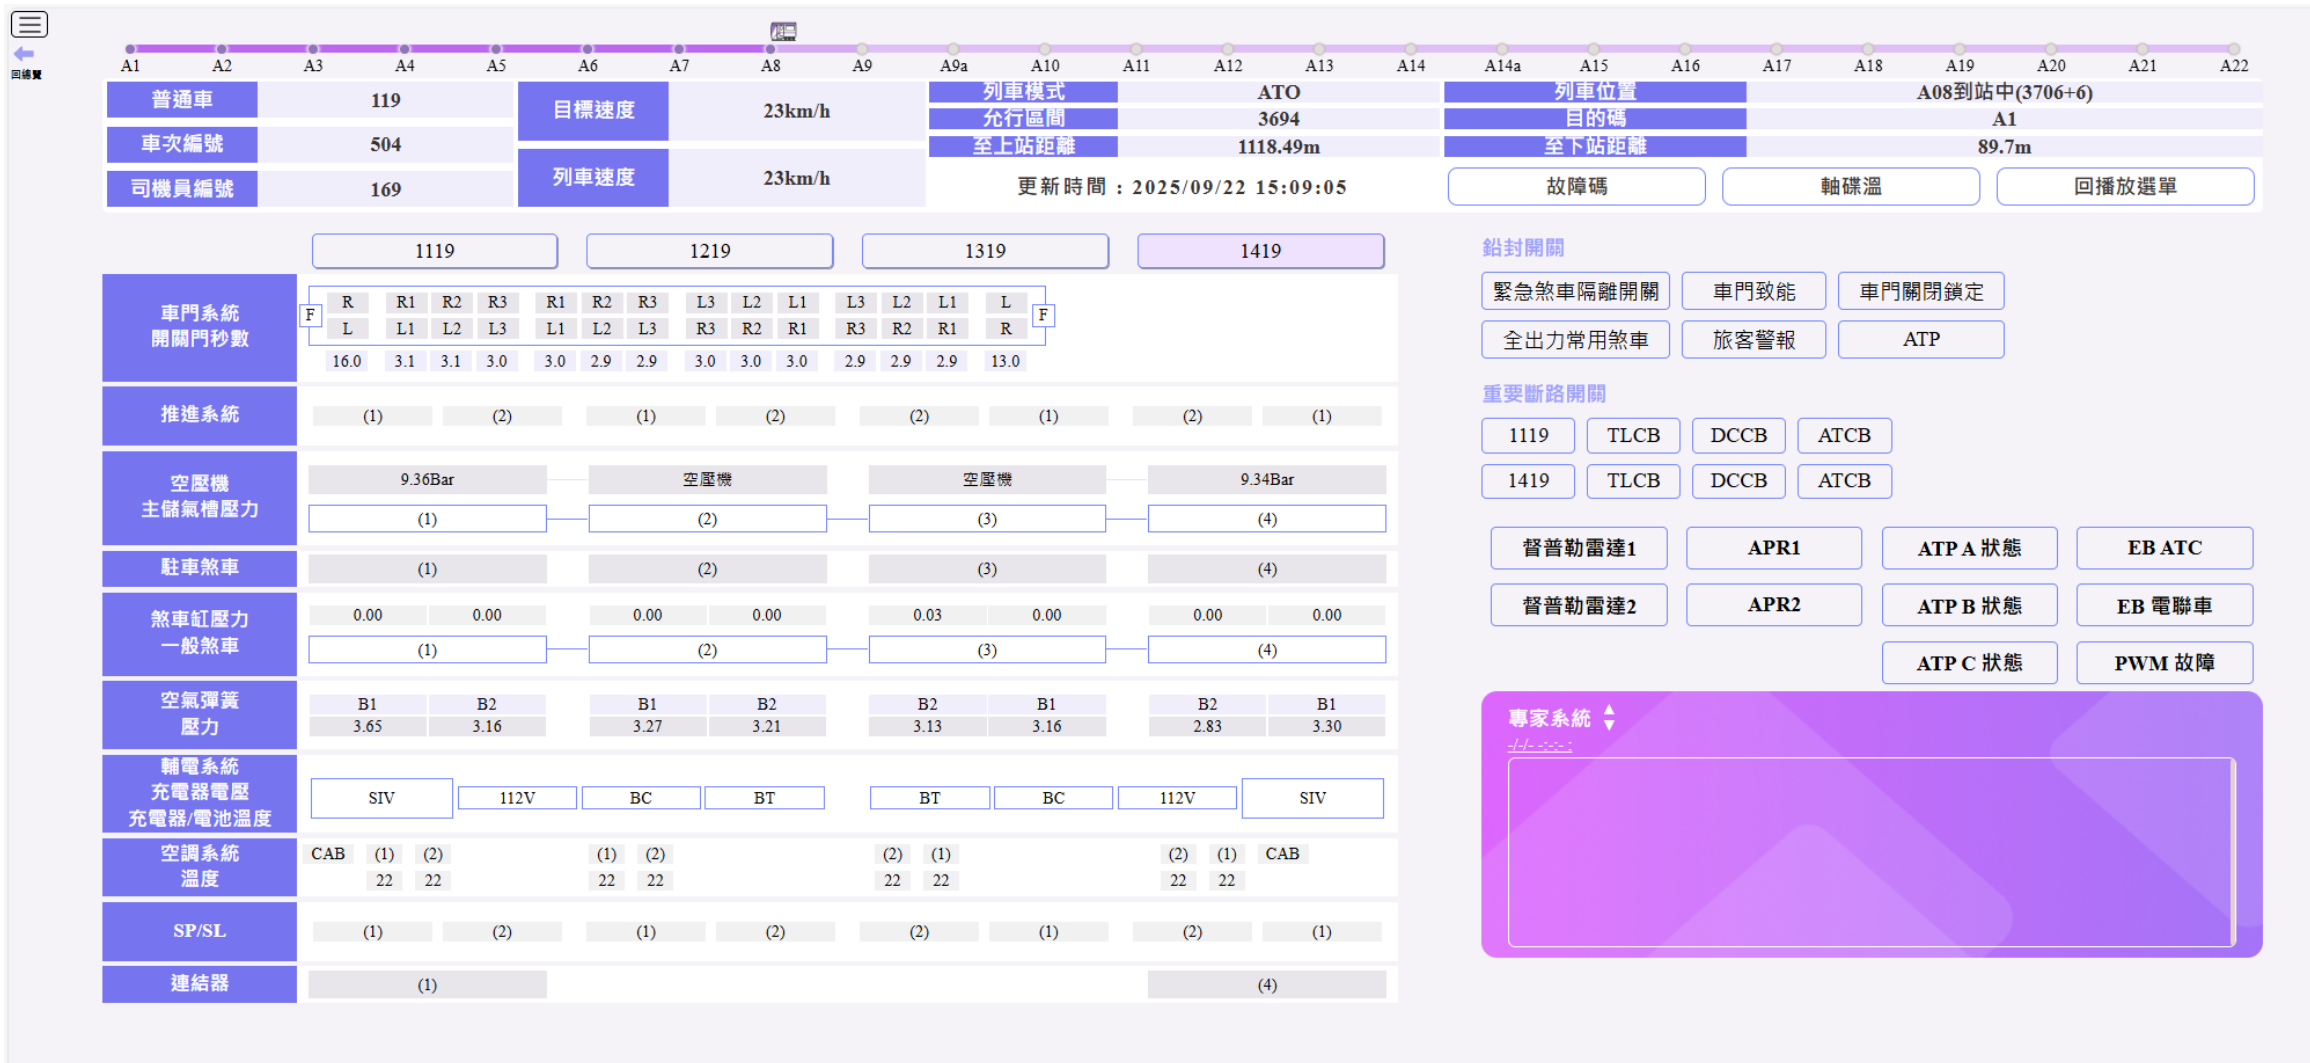 回總覽
A1 A2 A3 A4 A5 A6 A7 A8 A9 A9a A10 A11 A12 A13 A14 A14a A15 A16 A17 A18 A19 A20 A21 A22
普通車 119
車次編號 504
司機員編號 169
目標速度 23km/h
列車速度 23km/h
列車模式 ATO 列車位置 A08到站中(3706+6)
允行區間 3694 目的碼 A1
至上站距離 1118.49m 至下站距離 89.7m
更新時間：2025/09/22 15:09:05 故障碼 軸碟溫 回播放選單
1119 1219 1319 1419
車門系統
開關門秒數
F
R R1 R2 R3 R1 R2 R3 L3 L2 L1 L3 L2 L1 L
L L1 L2 L3 L1 L2 L3 R3 R2 R1 R3 R2 R1 R
F
16.0 3.1 3.1 3.0 3.0 2.9 2.9 3.0 3.0 3.0 2.9 2.9 2.9 13.0
推進系統 (1) (2) (1) (2) (2) (1) (2) (1)
空壓機
主儲氣槽壓力
9.36Bar 空壓機 空壓機 9.34Bar
(1) (2) (3) (4)
駐車煞車 (1) (2) (3) (4)
煞車缸壓力
一般煞車
0.00 0.00 0.00 0.00 0.03 0.00 0.00 0.00
(1) (2) (3) (4)
空氣彈簧
壓力
B1 B2 B1 B2 B2 B1 B2 B1
3.65 3.16 3.27 3.21 3.13 3.16 2.83 3.30
輔電系統
充電器電壓
充電器/電池溫度
SIV 112V BC BT BT BC 112V SIV
空調系統
溫度
CAB (1) (2) (1) (2) (2) (1) (2) (1) CAB
22 22 22 22 22 22 22 22
SP/SL (1) (2) (1) (2) (2) (1) (2) (1)
連結器 (1) (4)
鉛封開關
緊急煞車隔離開關 車門致能 車門關閉鎖定
全出力常用煞車 旅客警報 ATP
重要斷路開關
1119 TLCB DCCB ATCB
1419 TLCB DCCB ATCB
督普勒雷達1 APR1 ATP A 狀態 EB ATC
督普勒雷達2 APR2 ATP B 狀態 EB 電聯車
ATP C 狀態 PWM 故障
專家系統
-/-/- -:-:- :